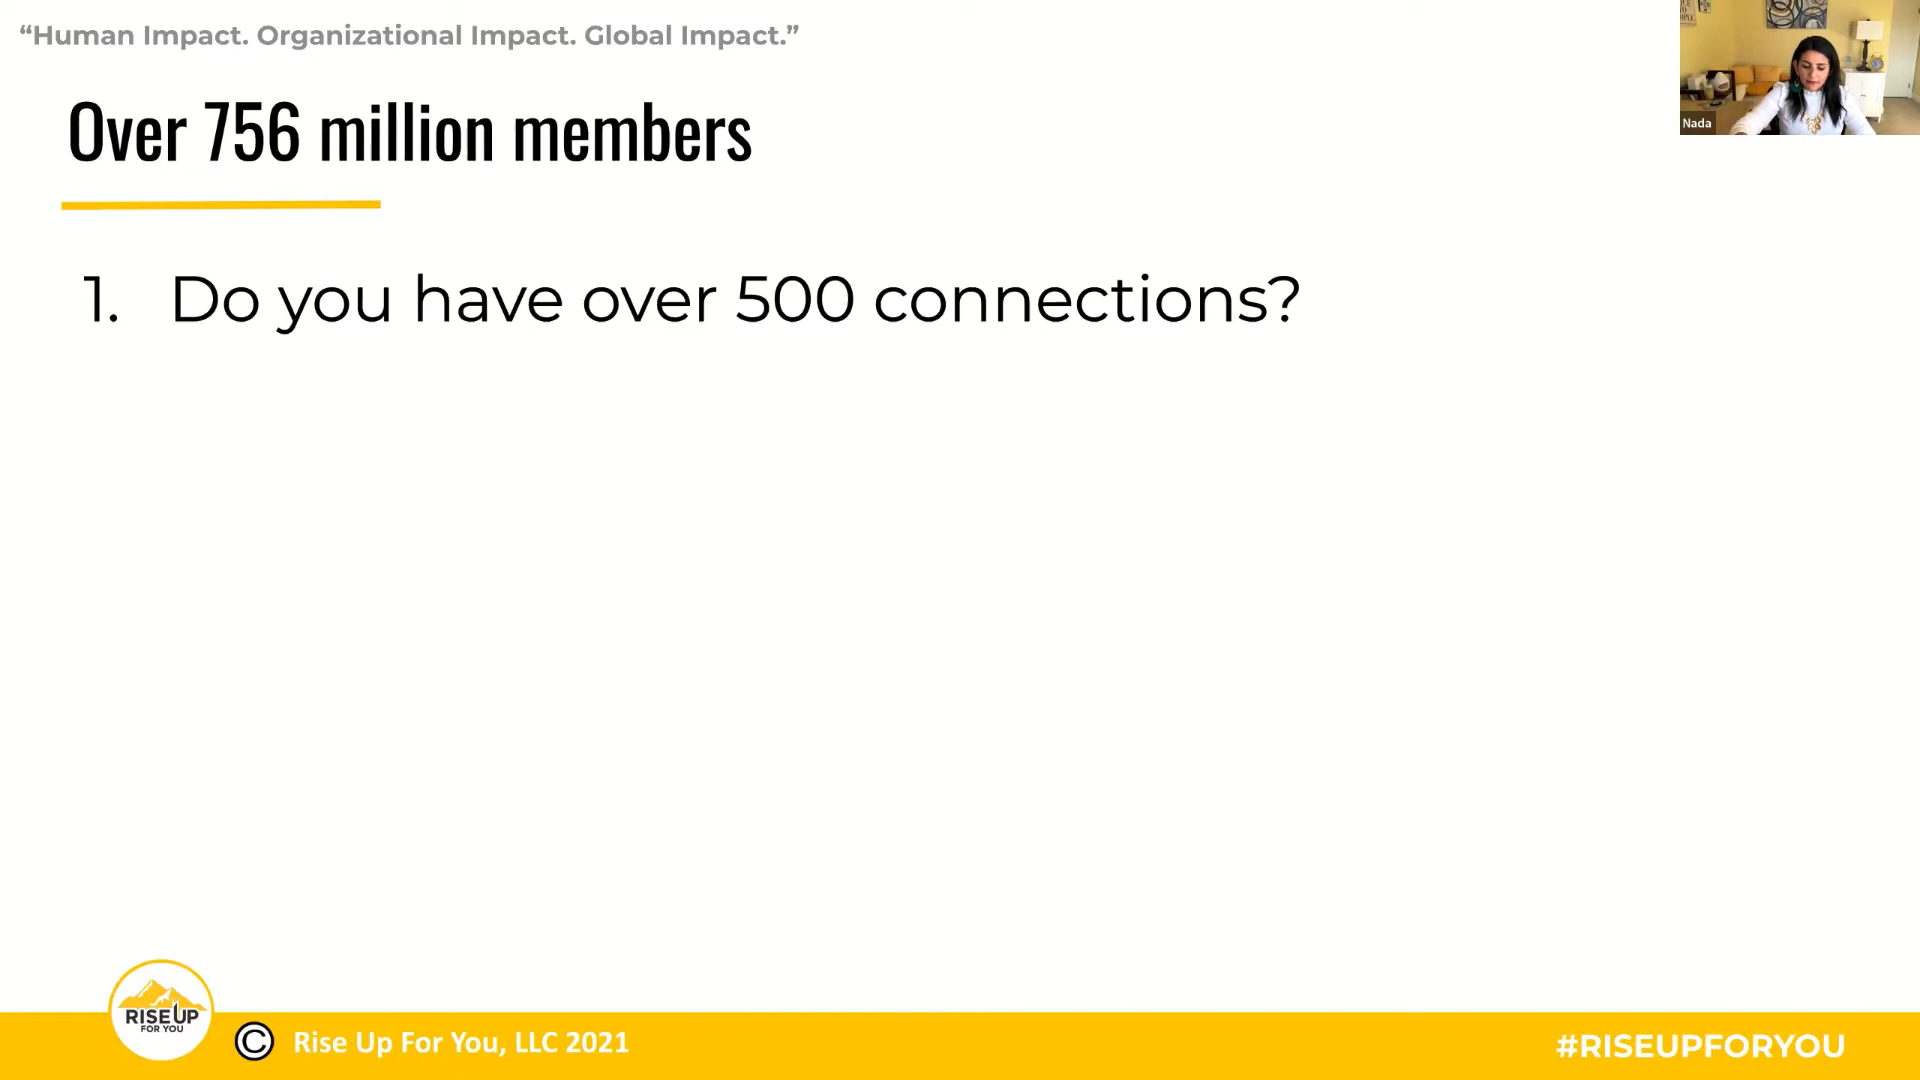 “Human Impact. Organizational Impact. Global Impact.”
Over 756 million members
1. Do you have over 500 connections?
Nada
RISE UP
FOR YOU
© Rise Up For You, LLC 2021
#RISEUPFORYOU